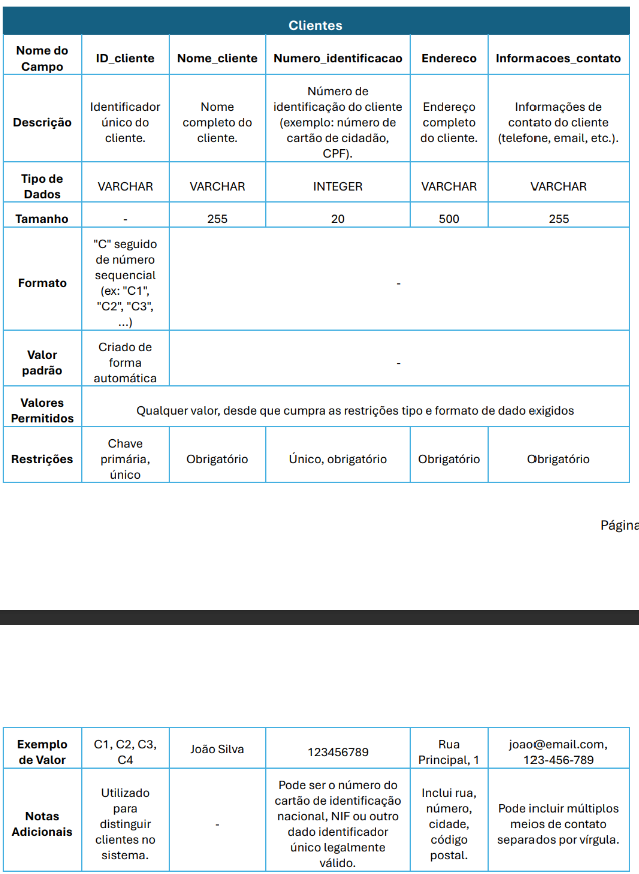 Clientes
Nome do
Campo
ID_cliente
Nome_cliente
Numero_identificacao
Endereco
Informacoes_contato
Descrição
Identificador
único do
cliente.
Nome
completo do
cliente.
Número de
identificação do cliente
(exemplo: número de
cartão de cidadão,
CPF).
Endereço
completo
do cliente.
Informações de
contato do cliente
(telefone, email, etc.).
Tipo de
Dados
VARCHAR
VARCHAR
INTEGER
VARCHAR
VARCHAR
Tamanho
-
255
20
500
255
Formato
"C" seguido
de número
sequencial
(ex: "C1",
"C2", "C3",
...)
-
Valor
padrão
Criado de
forma
automática
-
Valores
Permitidos
Qualquer valor, desde que cumpra as restrições tipo e formato de dado exigidos
Restrições
Chave
primária,
único
Obrigatório
Único, obrigatório
Obrigatório
Obrigatório
Página
Exemplo
de Valor
C1, C2, C3,
C4
João Silva
123456789
Rua
Principal, 1
joao@email.com,
123-456-789
Notas
Adicionais
Utilizado
para
distinguir
clientes no
sistema.
-
Pode ser o número do
cartão de identificação
nacional, NIF ou outro
dado identificador
único legalmente
válido.
Inclui rua,
número,
cidade,
código
postal.
Pode incluir múltiplos
meios de contato
separados por vírgula.